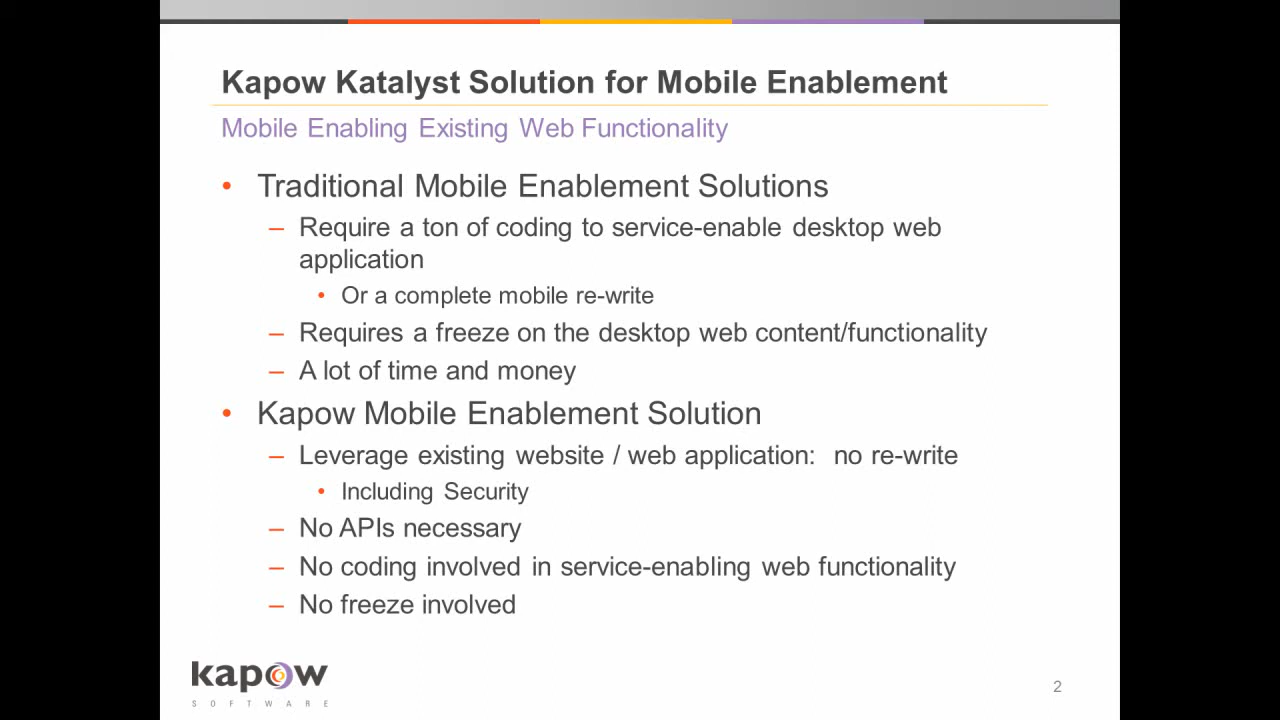 Kapow Katalyst Solution for Mobile Enablement
Mobile Enabling Existing Web Functionality
• Traditional Mobile Enablement Solutions
– Require a ton of coding to service-enable desktop web
application
• Or a complete mobile re-write
– Requires a freeze on the desktop web content/functionality
– A lot of time and money
• Kapow Mobile Enablement Solution
– Leverage existing website / web application: no re-write
• Including Security
– No APIs necessary
– No coding involved in service-enabling web functionality
– No freeze involved
kapow
SOFTWARE
2